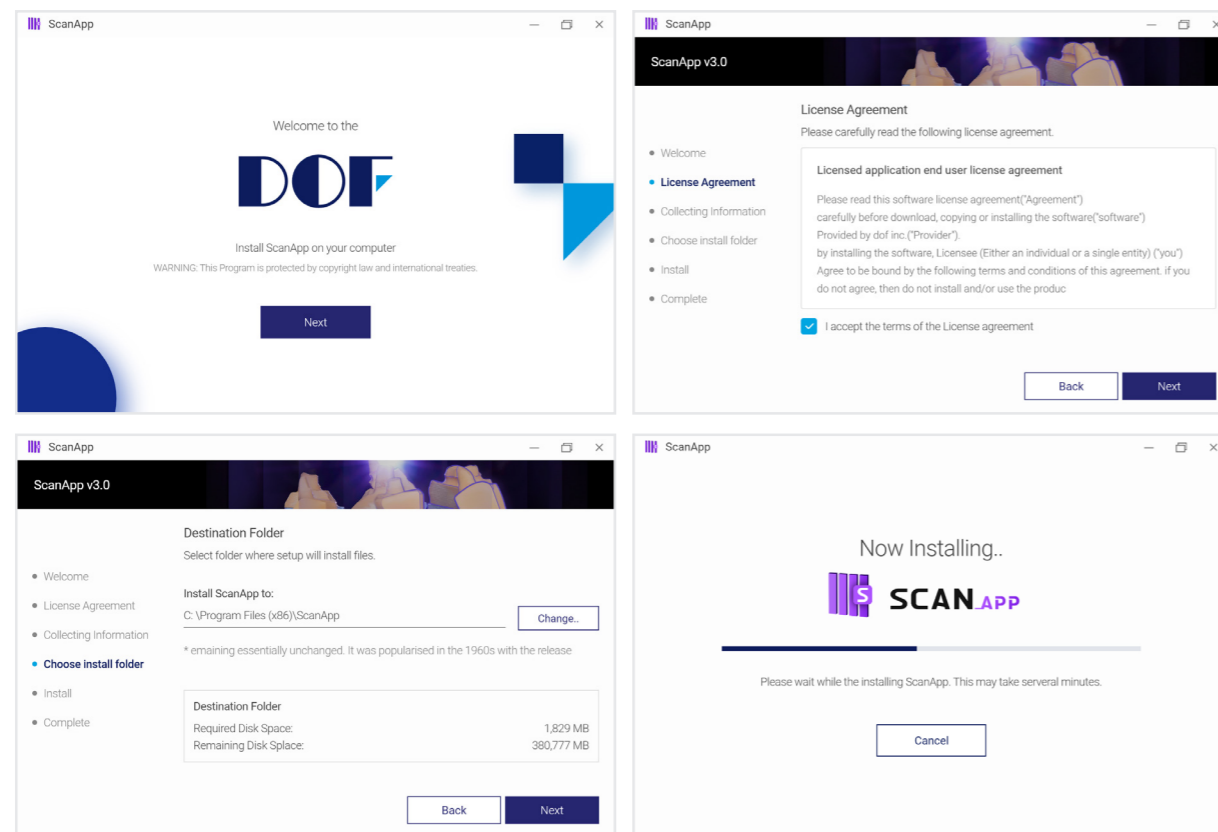 ScanApp
Welcome to the
DOF
Install ScanApp on your computer
WARNING: This Program is protected by copyright law and international treaties.
Next
ScanApp
ScanApp v3.0
Welcome
License Agreement
Collecting Information
Choose install folder
Install
Complete
License Agreement
Please carefully read the following license agreement.
Licensed application end user license agreement
Please read this software license agreement("Agreement")
carefully before download, copying or installing the software("software")
Provided by dof inc.("Provider").
by installing the software, Licensee (Either an individual or a single entity) ("you")
Agree to be bound by the following terms and conditions of this agreement. if you
do not agree, then do not install and/or use the produc
I accept the terms of the License agreement
Back
Next
ScanApp
ScanApp v3.0
Welcome
License Agreement
Collecting Information
Choose install folder
Install
Complete
Destination Folder
Select folder where setup will install files.
Install ScanApp to:
C: \Program Files (x86)\ScanApp
Change..
* emaining essentially unchanged. It was popularised in the 1960s with the release
Destination Folder
Required Disk Space: 1,829 MB
Remaining Disk Splace: 380,777 MB
Back
Next
ScanApp
Now Installing..
S SCAN_APP
Please wait while the installing ScanApp. This may take serveral minutes.
Cancel